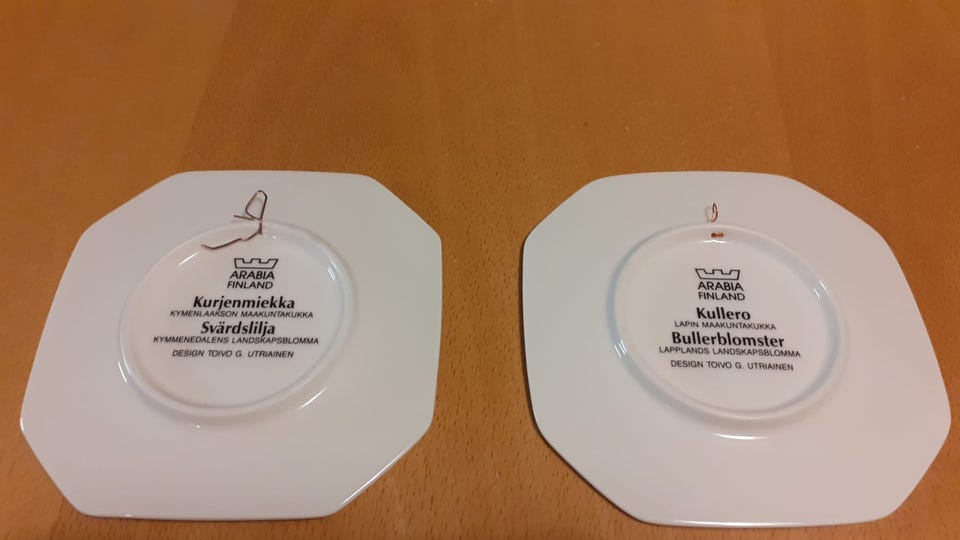 ARABIA
FINLAND
Kurjenmiekka
KYMENLAAKSON MAAKUNTAKUKKA
Svärdslilja
KYMMENEDALENS LANDSKAPSBLOMMA
DESIGN TOIVO G. UTRIAINEN
ARABIA
FINLAND
Kullero
LAPIN MAAKUNTAKUKKA
Bullerblomster
LAPPLANDS LANDSKAPSBLOMMA
DESIGN TOIVO G. UTRIAINEN